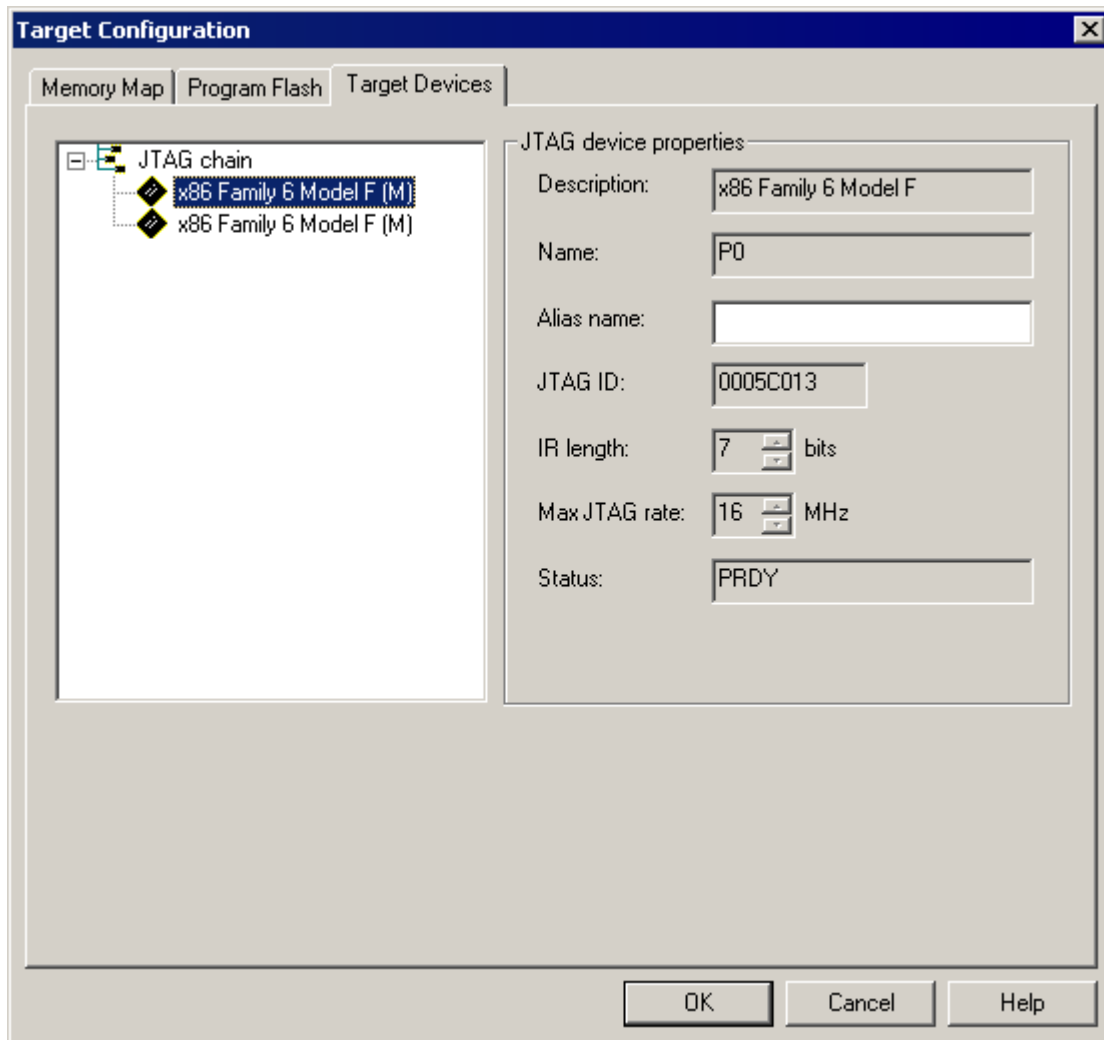 Target Configuration
Memory Map Program Flash Target Devices
JTAG chain
x86 Family 6 Model F (M)
x86 Family 6 Model F (M)
JTAG device properties
Description: x86 Family 6 Model F
Name: P0
Alias name:
JTAG ID: 0005C013
IR length: 7 bits
Max JTAG rate: 16 MHz
Status: PRDY
OK Cancel Help